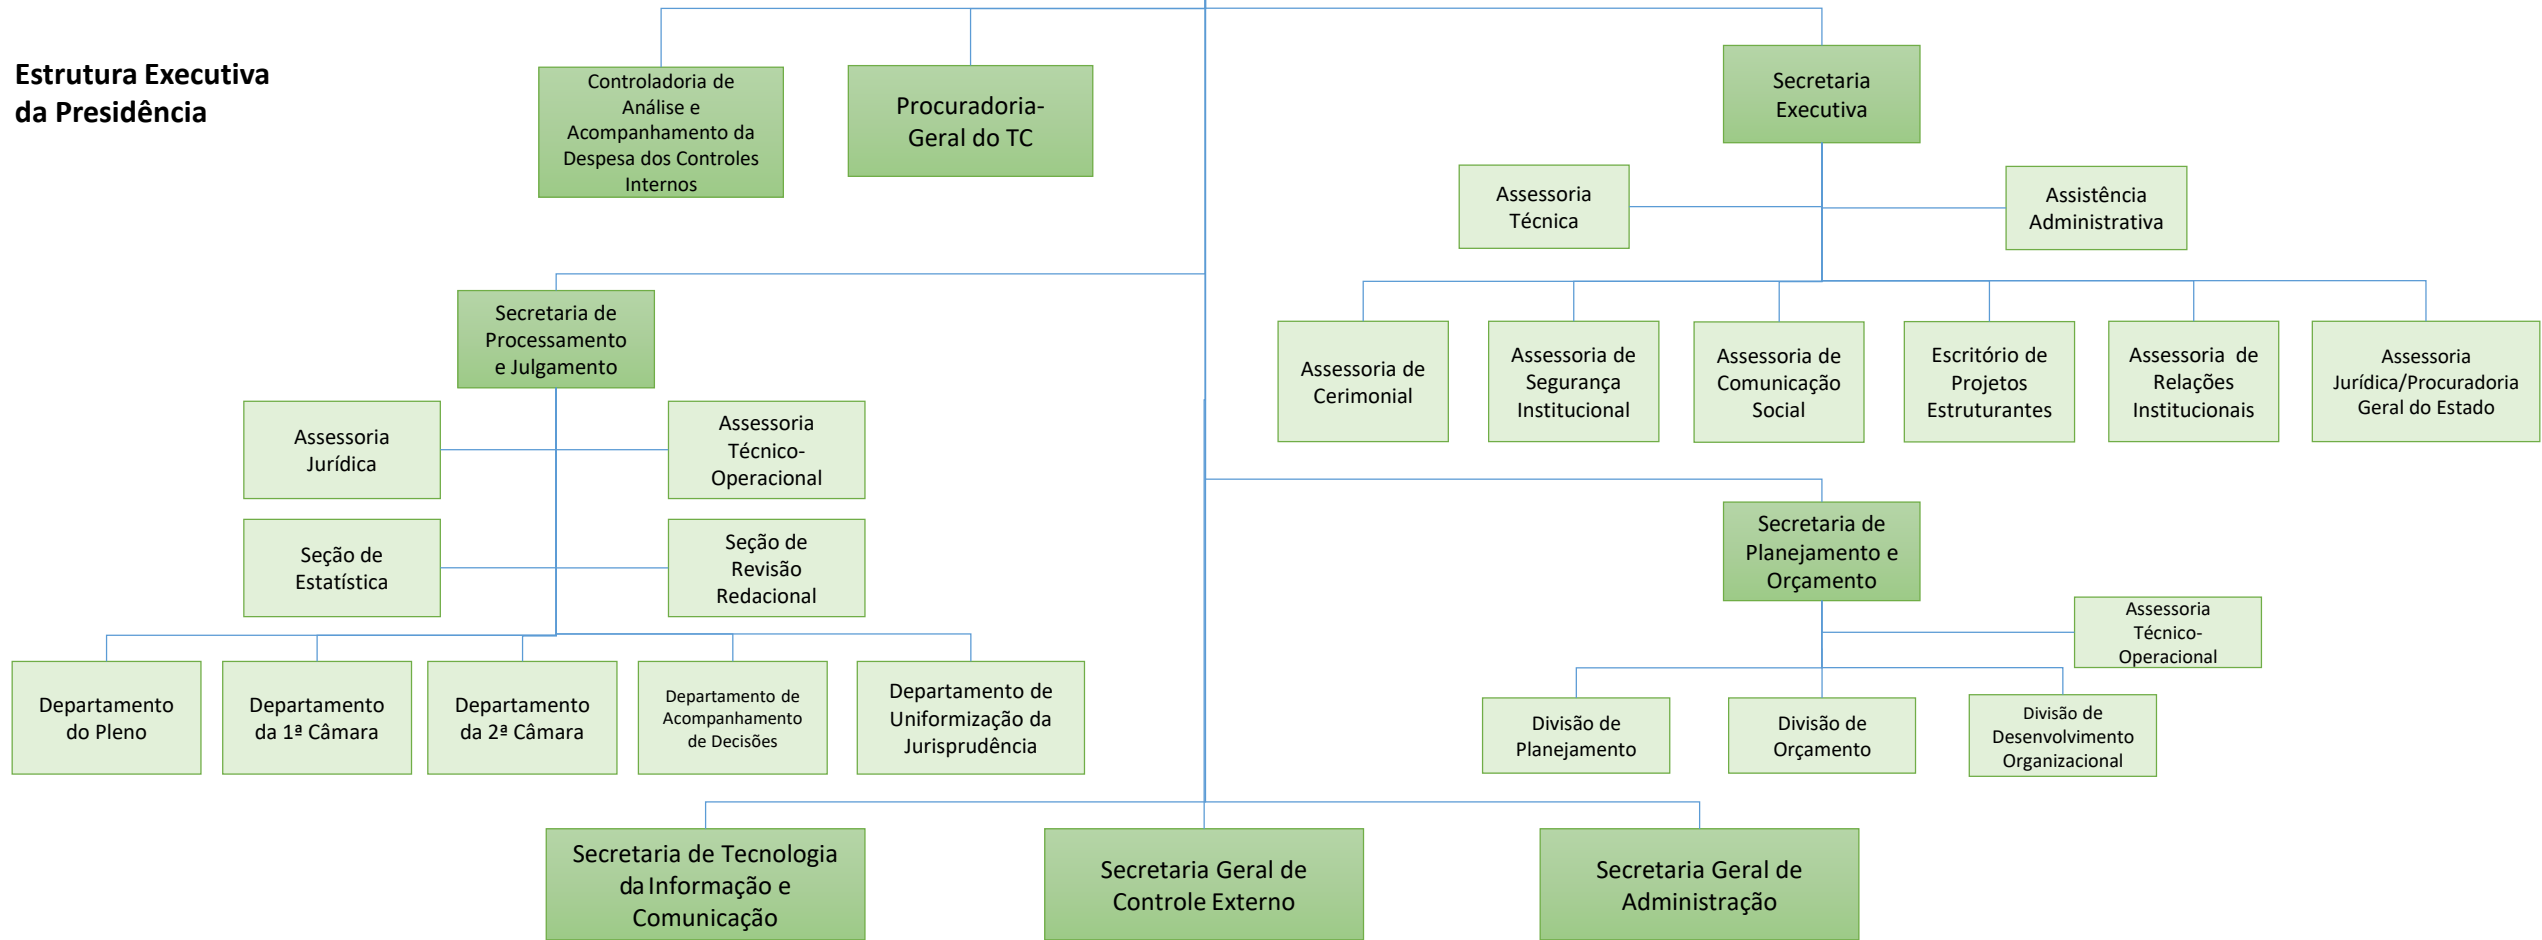 Estrutura Executiva
da Presidência
Controladoria de
Análise e
Acompanhamento da
Despesa dos Controles
Internos
Procuradoria-
Geral do TC
Secretaria
Executiva
Assessoria
Técnica
Assistência
Administrativa
Assessoria de
Cerimonial
Assessoria de
Segurança
Institucional
Assessoria de
Comunicação
Social
Escritório de
Projetos
Estruturantes
Assessoria de
Relações
Institucionais
Assessoria
Jurídica/Procuradoria
Geral do Estado
Secretaria de
Processamento
e Julgamento
Assessoria
Jurídica
Assessoria
Técnico-
Operacional
Seção de
Estatística
Seção de
Revisão
Redacional
Departamento
do Pleno
Departamento
da 1ª Câmara
Departamento
da 2ª Câmara
Departamento de
Acompanhamento
de Decisões
Departamento de
Uniformização da
Jurisprudência
Secretaria de
Planejamento e
Orçamento
Assessoria
Técnico-
Operacional
Divisão de
Planejamento
Divisão de
Orçamento
Divisão de
Desenvolvimento
Organizacional
Secretaria de Tecnologia
da Informação e
Comunicação
Secretaria Geral de
Controle Externo
Secretaria Geral de
Administração